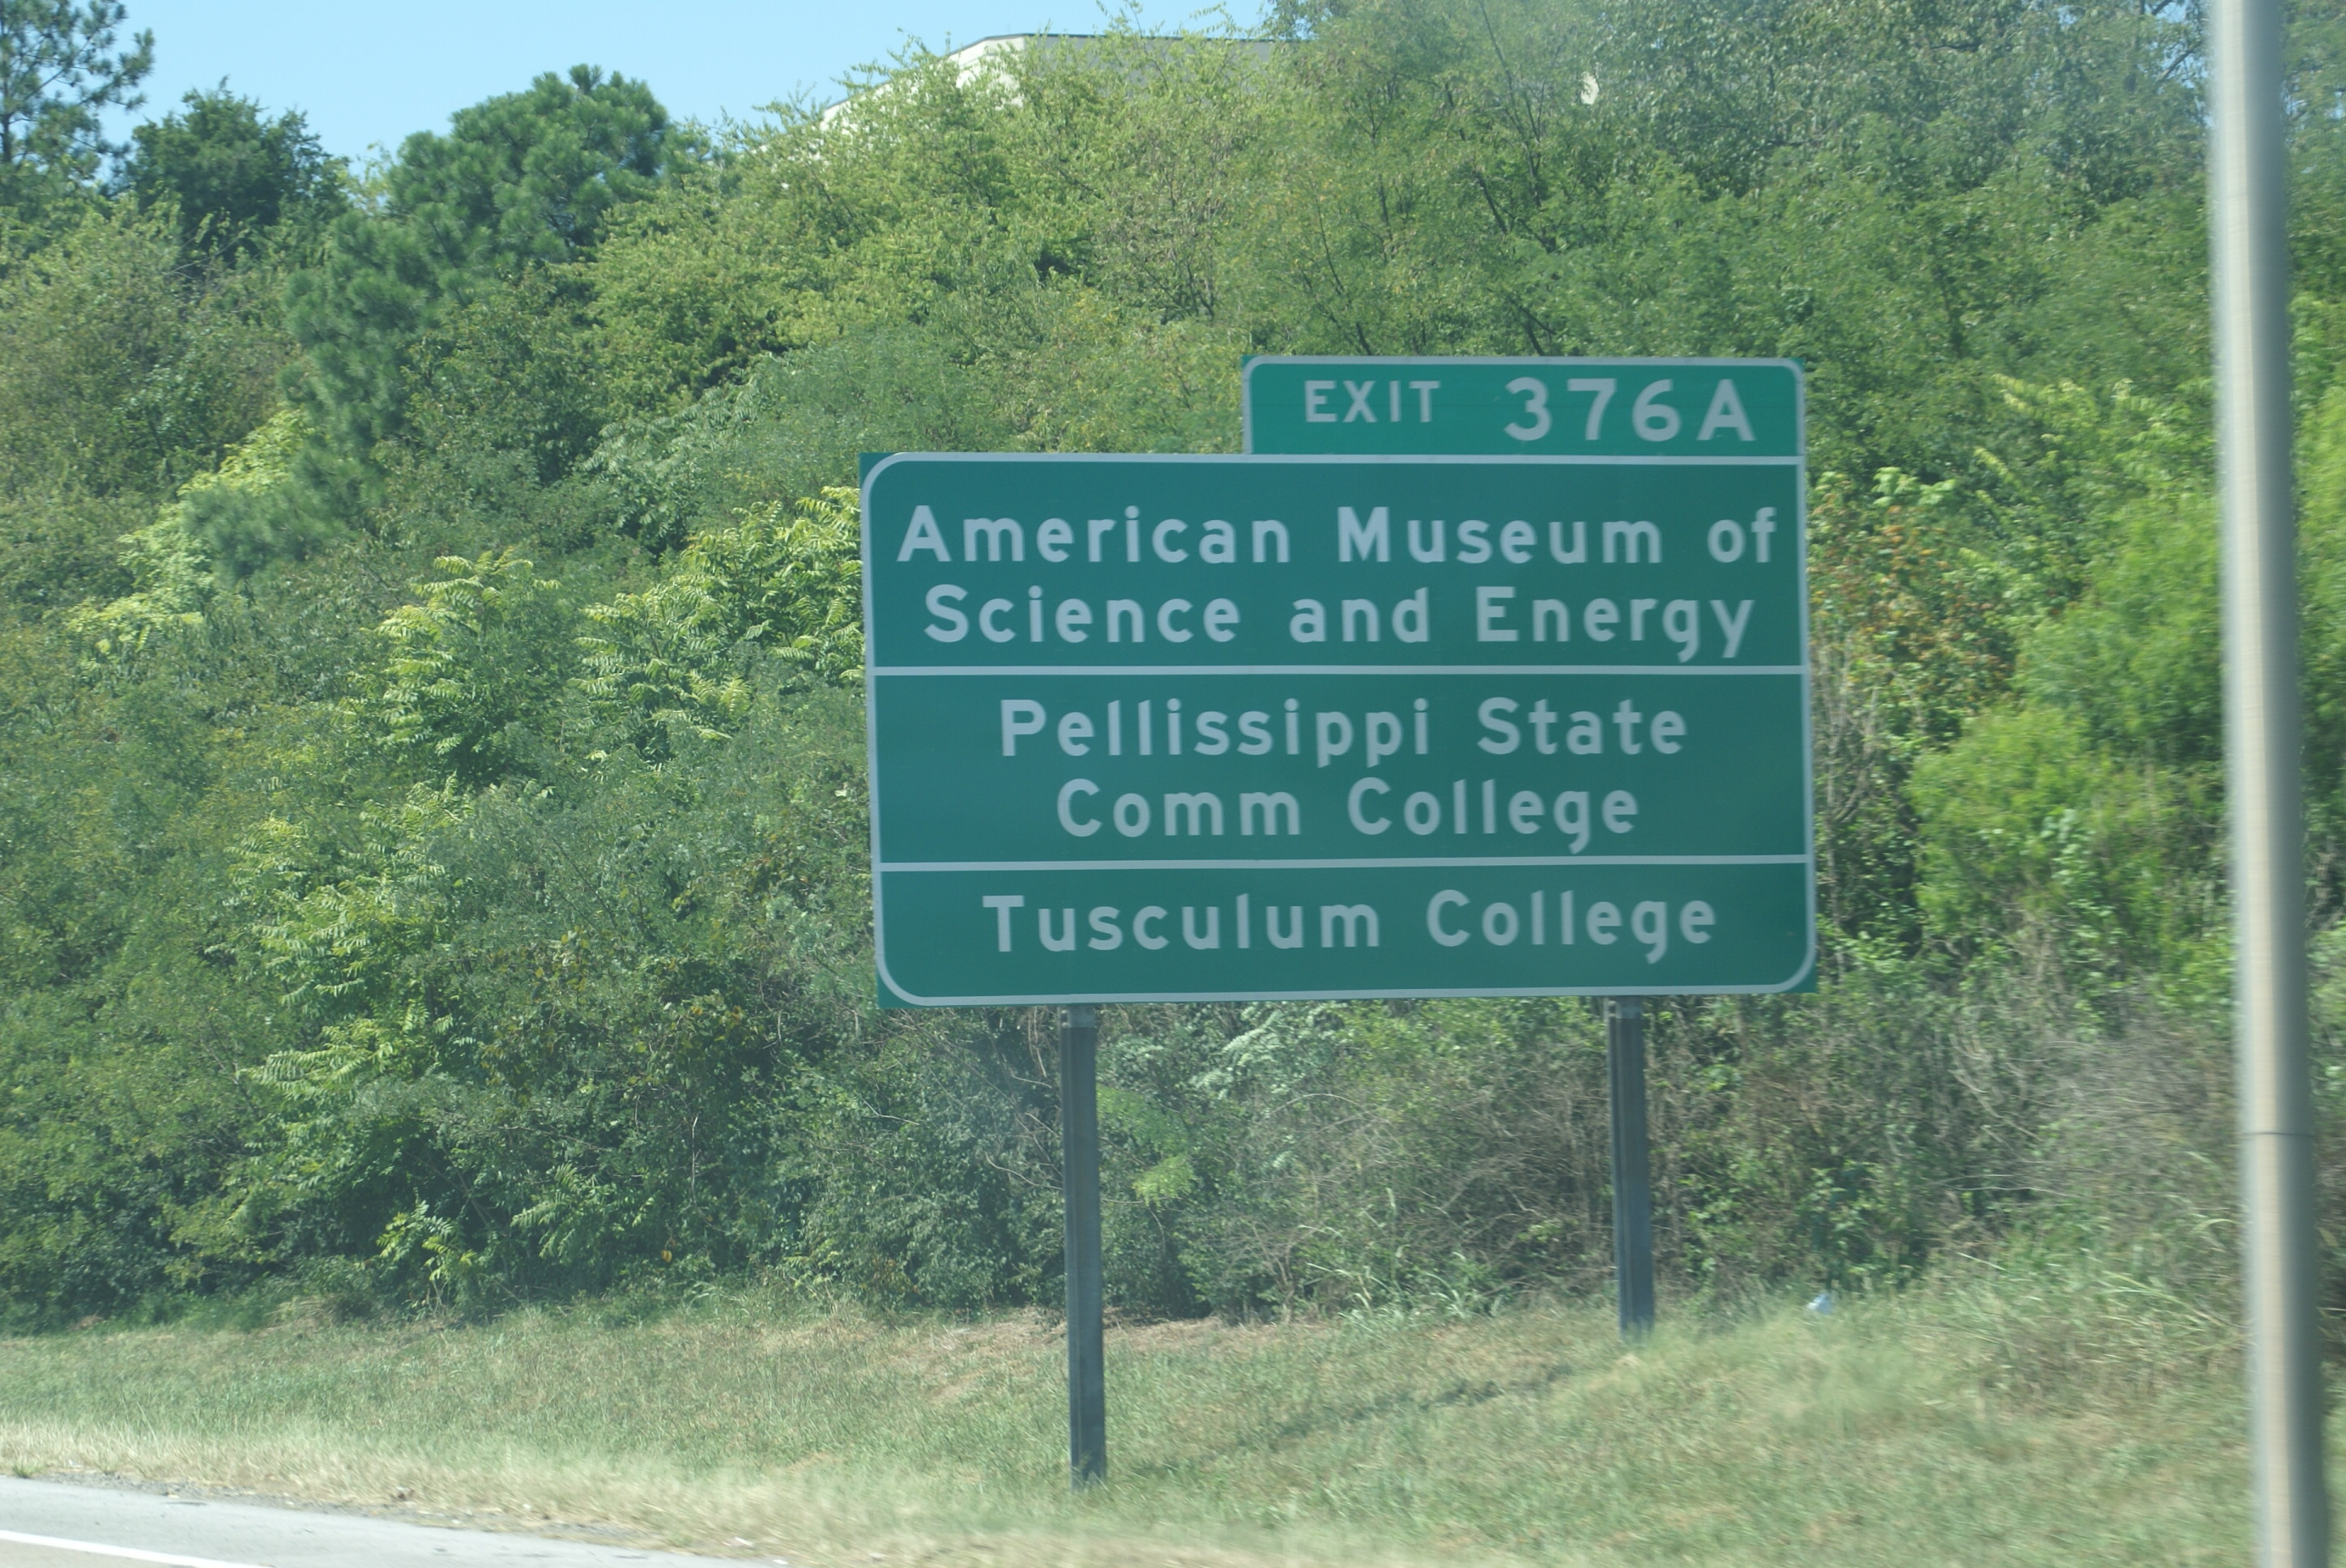 EXIT 376A
American Museum of
Science and Energy
Pellissippi State
Comm College
Tusculum College